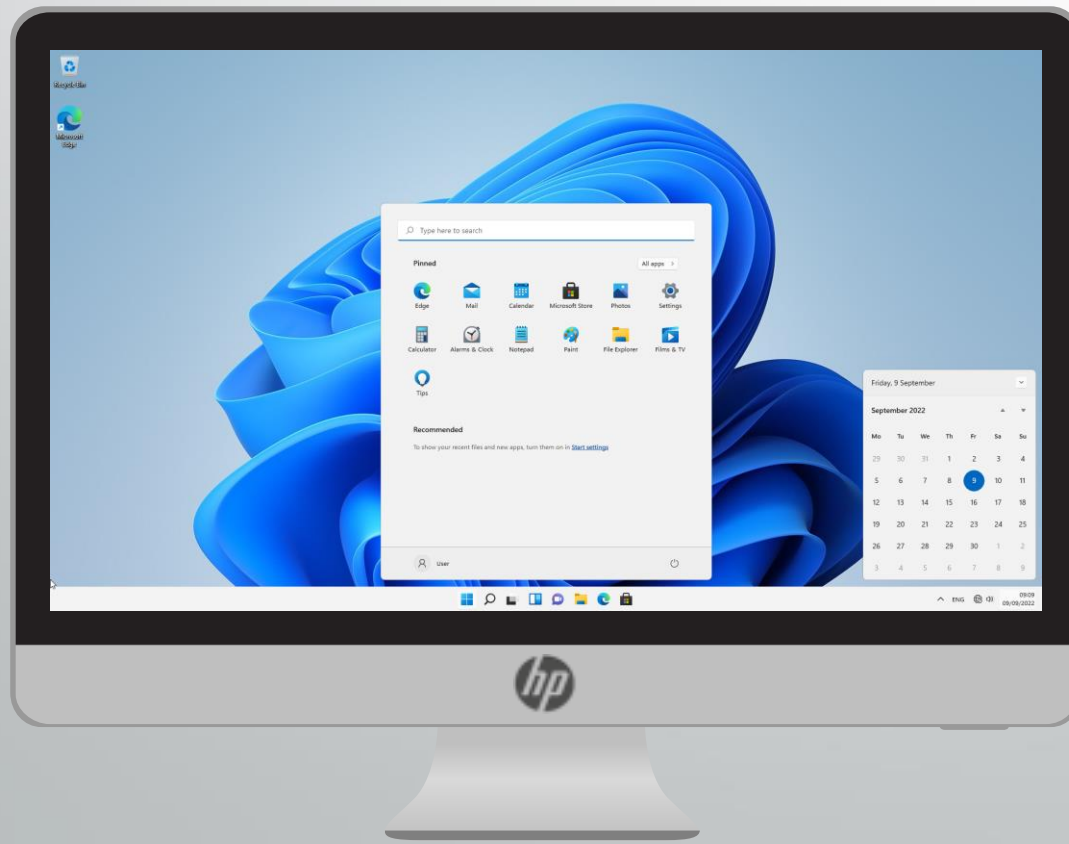 Recycle Bin
Microsoft
Edge
Type here to search
Pinned
All apps >
Edge Mail Calendar Microsoft Store Photos Settings
Calculator Alarms & Clock Notepad Paint File Explorer Films & TV
Tips
Recommended
To show your recent files and new apps, turn them on in Start settings
User
Friday, 9 September
September 2022
Mo Tu We Th Fr Sa Su
29 30 31 1 2 3 4
5 6 7 8 9 10 11
12 13 14 15 16 17 18
19 20 21 22 23 24 25
26 27 28 29 30 1 2
3 4 5 6 7 8 9
ENG
09:09
09/09/2022
hp